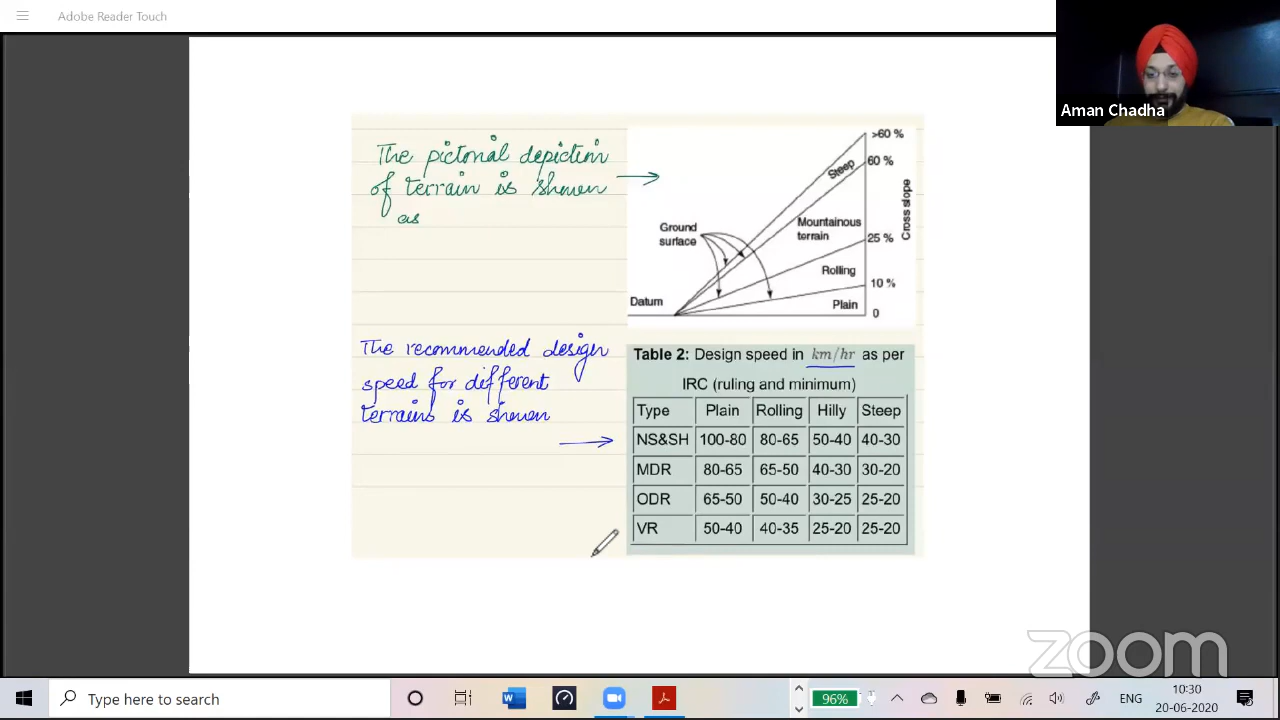 Adobe Reader Touch
Aman Chadha
The pictorial depiction
of terrain is shown
as
>60 %
Steep
60 %
Cross slope
Mountainous
terrain
Ground
surface
25 %
Rolling
10 %
Datum
Plain
0
The recommended design
speed for different
terrains is shown
Table 2: Design speed in km/hr as per
IRC (ruling and minimum)
Type Plain Rolling Hilly Steep
NS&SH 100-80 80-65 50-40 40-30
MDR 80-65 65-50 40-30 30-20
ODR 65-50 50-40 30-25 25-20
VR 50-40 40-35 25-20 25-20
zoom
Type here to search
96%
ENG
10:30
20-06-2020